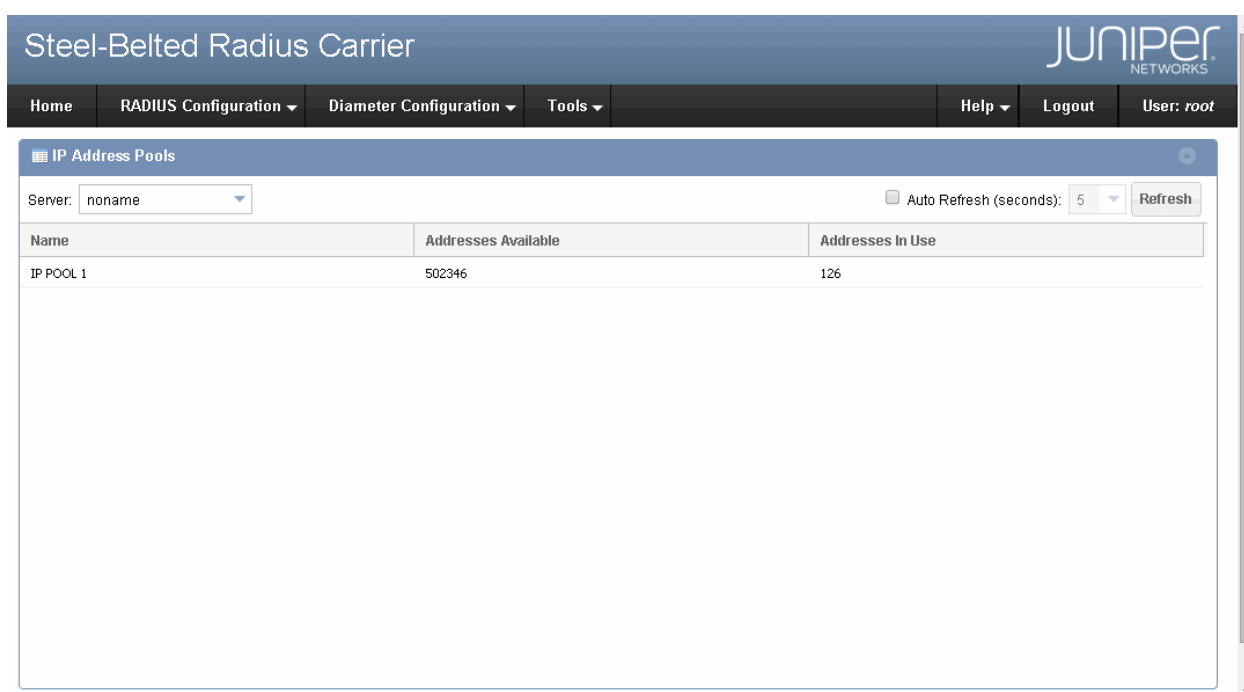 Steel-Belted Radius Carrier
JUNIPER
NETWORKS
Home RADIUS Configuration Diameter Configuration Tools Help Logout User: root
IP Address Pools
Server: noname Auto Refresh (seconds): 5 Refresh
Name Addresses Available Addresses In Use
IP POOL 1 502346 126